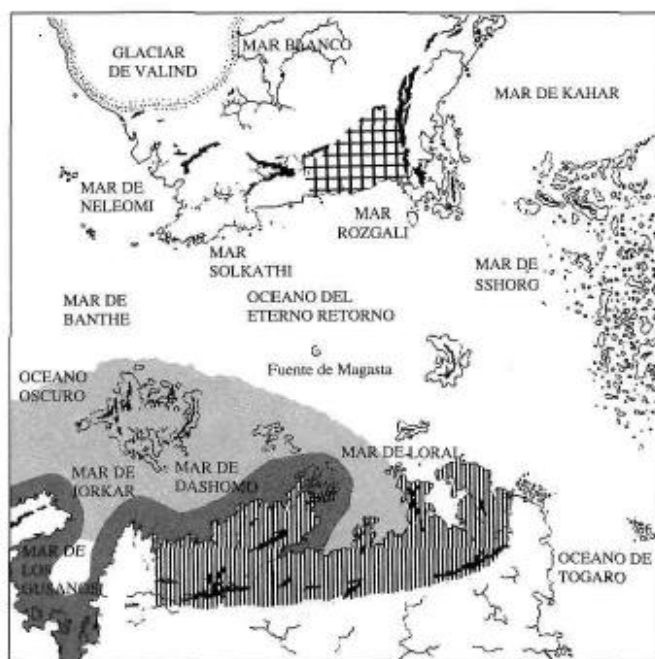 GLACIAR
DE VALIND
MAR BLANCO
MAR DE KAHAR
MAR DE
NELEOMI
MAR
ROZGALI
MAR
SOLKATHI
MAR DE
SSHORG
MAR DE
BANTHE
OCEANO DEL
ETERNO RETORNO
Fuente de Magasta
OCEANO
OSCURO
MAR DE LORAL
MAR DE
JORKAR
MAR DE
DASHOMO
MAR DE
LOS
GUSANOS
OCEANO DE
TOGARO